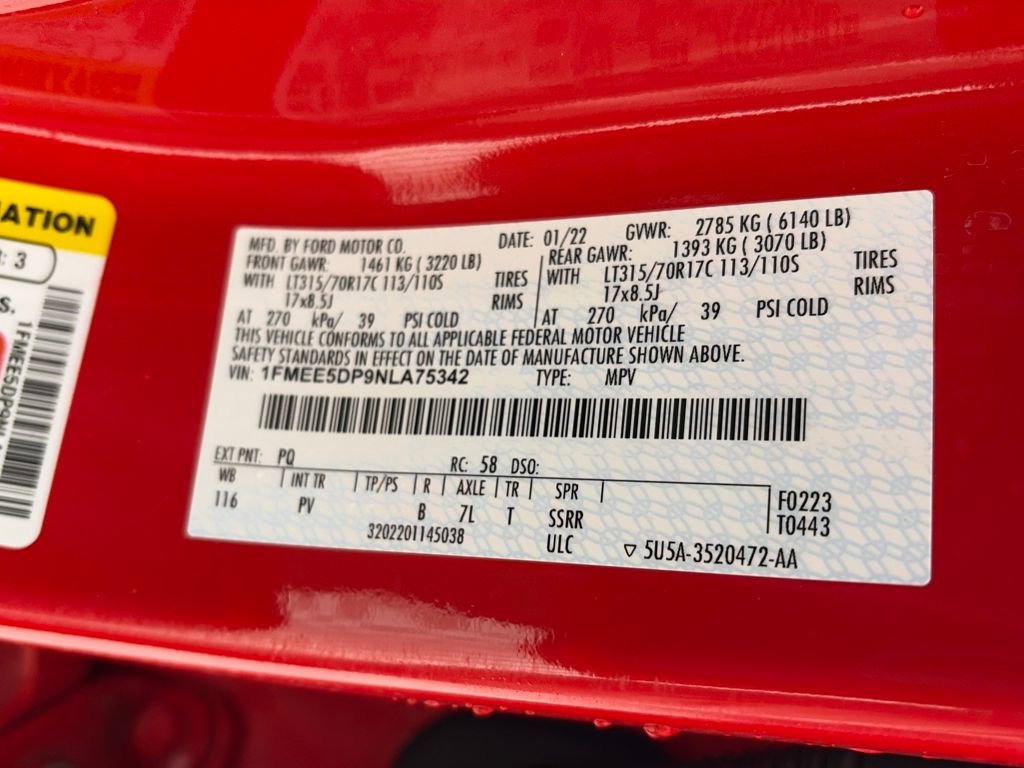 ATION
: 3
S.
1FMEE5DP9N
MFD. BY FORD MOTOR CO.
DATE: 01/22
GVWR: 2785 KG ( 6140 LB)
FRONT GAWR: 1461 KG ( 3220 LB)
REAR GAWR: 1393 KG ( 3070 LB)
WITH LT315/70R17C 113/110S TIRES
WITH LT315/70R17C 113/110S TIRES
17x8.5J RIMS
17x8.5J RIMS
AT 270 kPa/ 39 PSI COLD
AT 270 kPa/ 39 PSI COLD
THIS VEHICLE CONFORMS TO ALL APPLICABLE FEDERAL MOTOR VEHICLE
SAFETY STANDARDS IN EFFECT ON THE DATE OF MANUFACTURE SHOWN ABOVE.
VIN: 1FMEE5DP9NLA75342 TYPE: MPV
EXT PNT: PQ RC: 58 DSO:
WB INT TR TP/PS R AXLE TR SPR
116 PV B 7L T SSRR
F0223
T0443
3202201145038 ULC ▽ 5U5A-3520472-AA